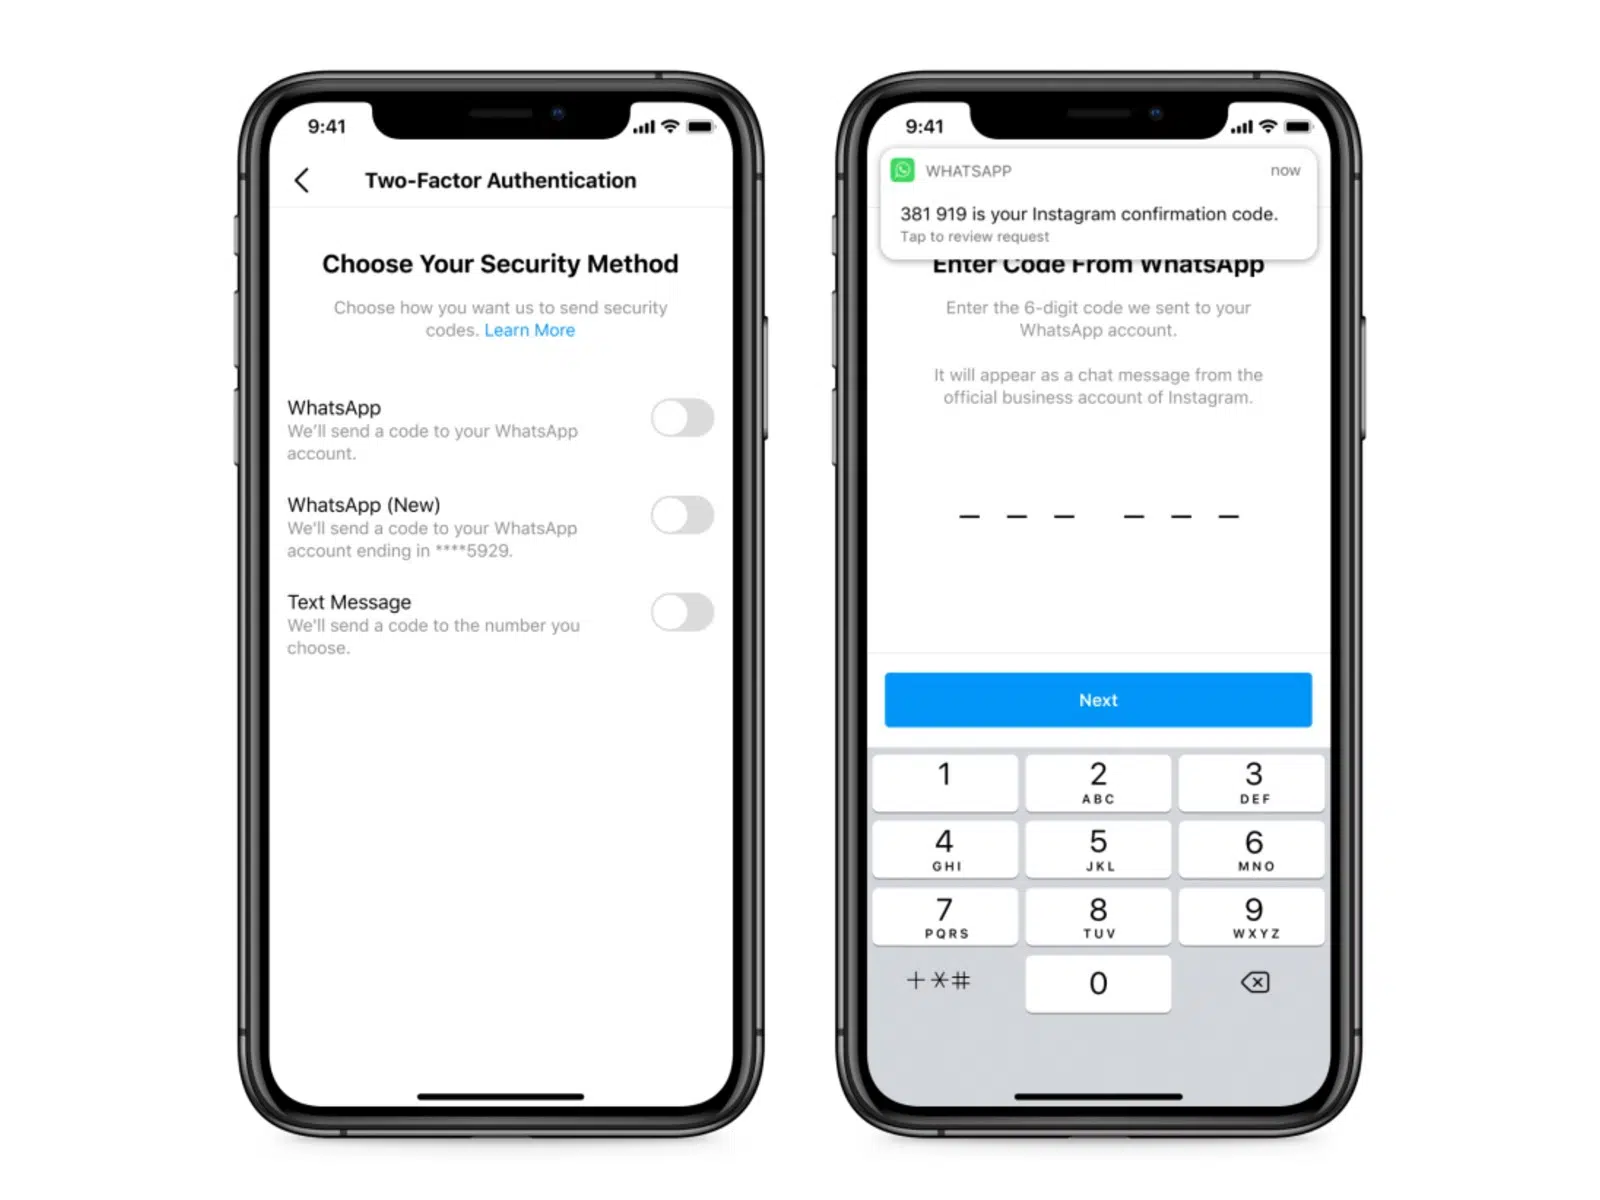 9:41
Two-Factor Authentication
Choose Your Security Method
Choose how you want us to send security
codes. Learn More
WhatsApp
We'll send a code to your WhatsApp
account.
WhatsApp (New)
We'll send a code to your WhatsApp
account ending in ****5929.
Text Message
We'll send a code to the number you
choose.
9:41
WHATSAPP now
381 919 is your Instagram confirmation code.
Tap to review request
Enter Code From WhatsApp
Enter the 6-digit code we sent to your
WhatsApp account.
It will appear as a chat message from the
official business account of Instagram.
Next
1 2 3
ABC DEF
4 5 6
GHI JKL MNO
7 8 9
PQRS TUV WXYZ
+*# 0